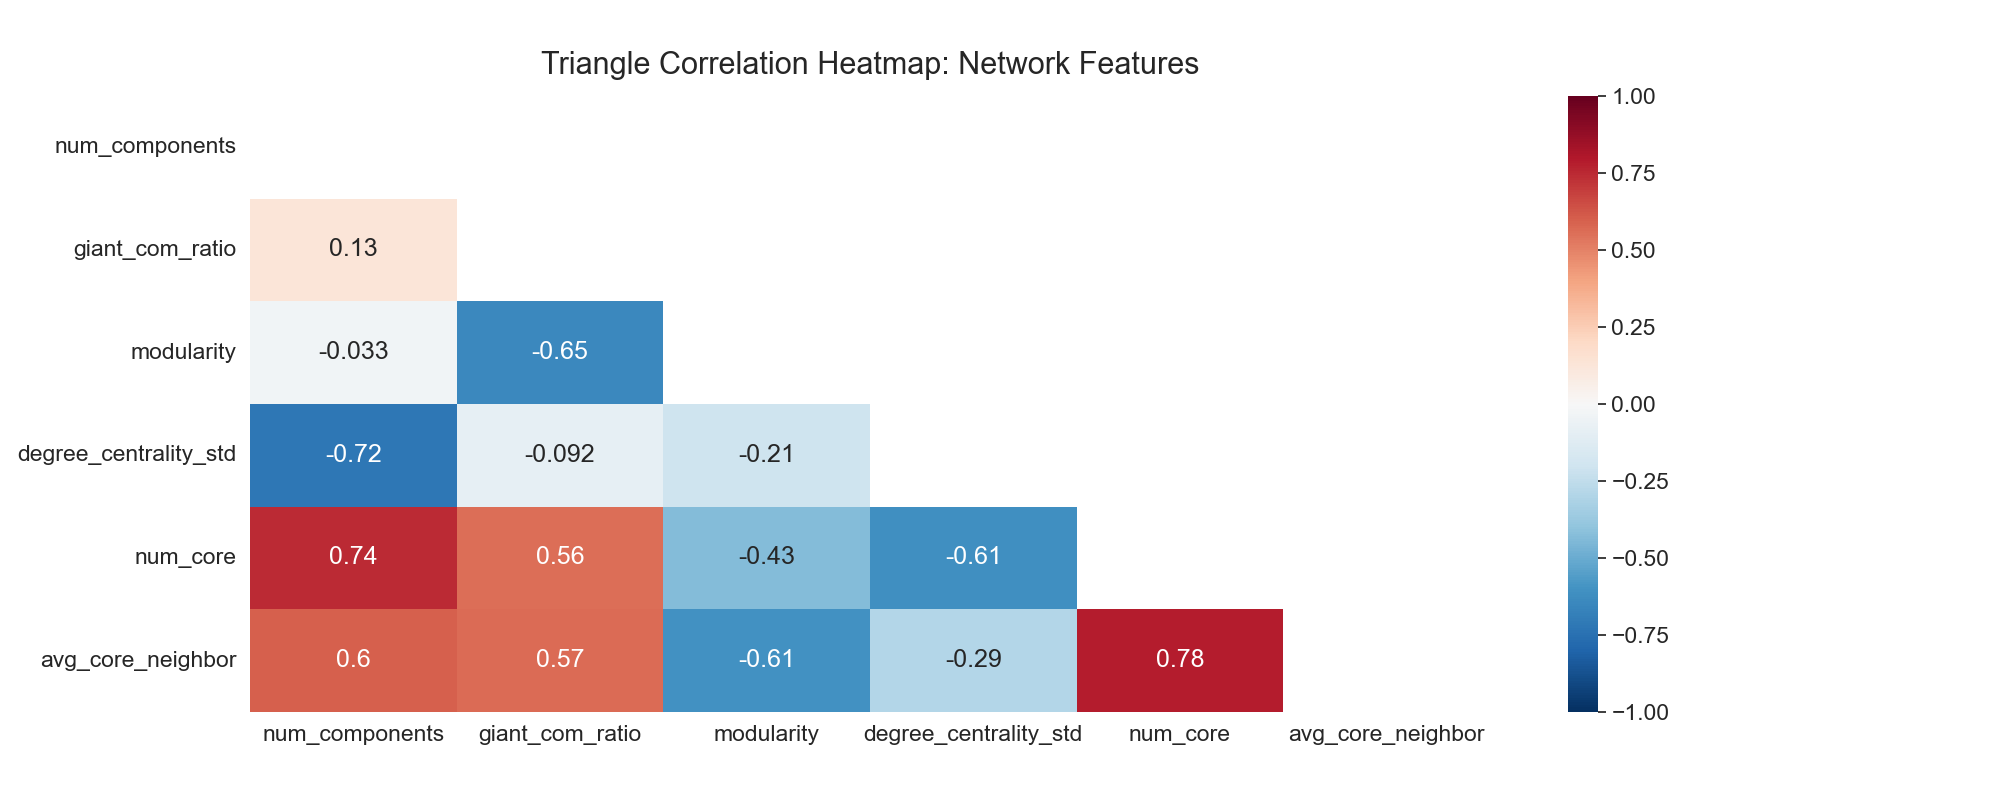 Triangle Correlation Heatmap: Network Features
num_components
giant_com_ratio
0.13
modularity
-0.033
-0.65
degree_centrality_std
-0.72
-0.092
-0.21
num_core
0.74
0.56
-0.43
-0.61
avg_core_neighbor
0.6
0.57
-0.61
-0.29
0.78
num_components
giant_com_ratio
modularity
degree_centrality_std
num_core
avg_core_neighbor
1.00
0.75
0.50
0.25
0.00
−0.25
−0.50
−0.75
−1.00